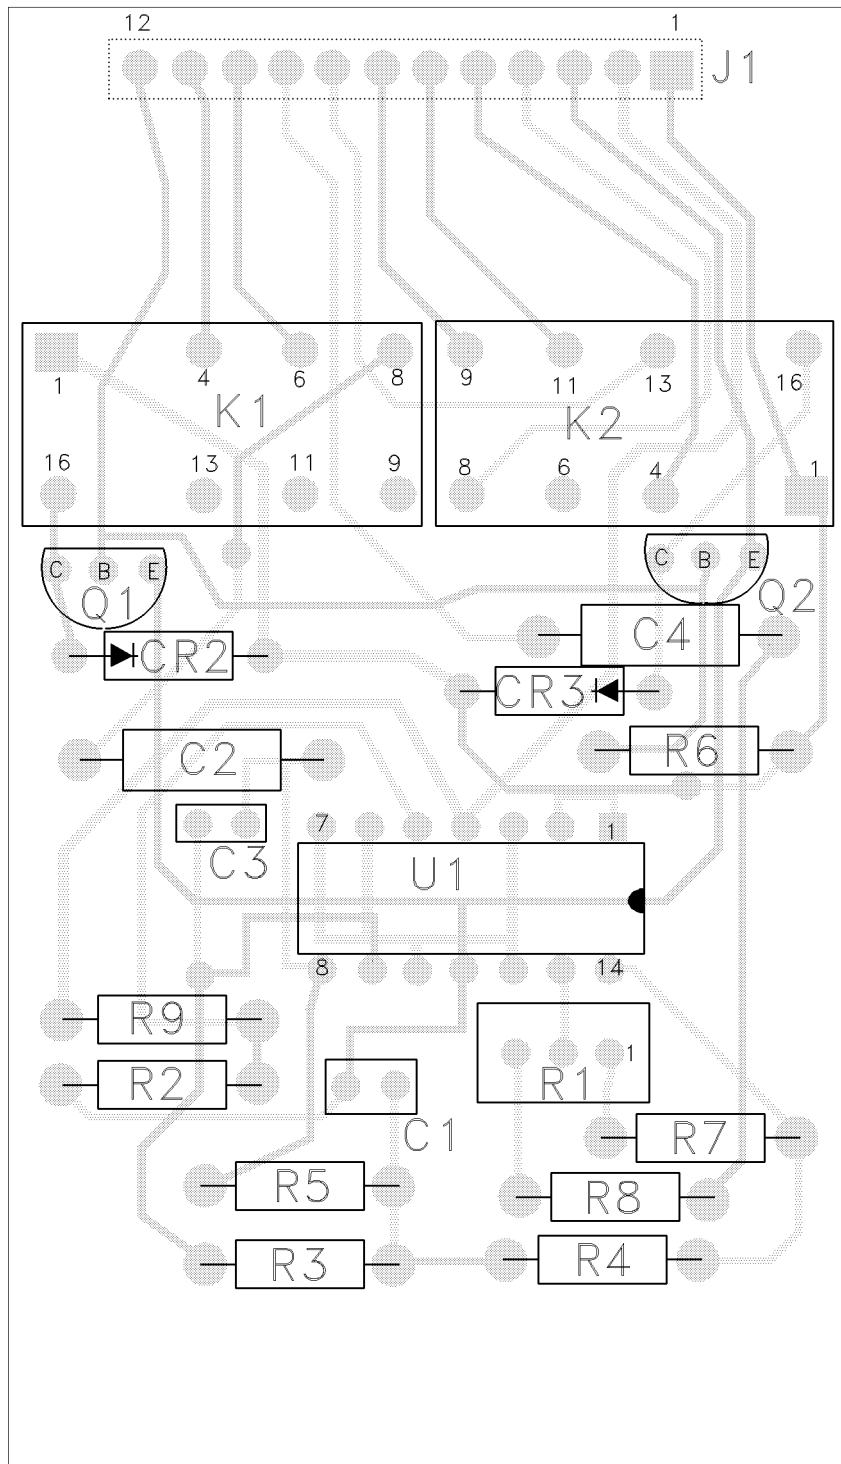 12 1
J1
1 4 6 8 9 11 13 16
K1 K2
16 13 11 9 8 6 4 1
C B E C B E
Q1 Q2
CR2 C4
CR3
C2 R6
7 1
C3 U1
8 14
R9
R2 R1 1
C1 R7
R5 R8
R3 R4